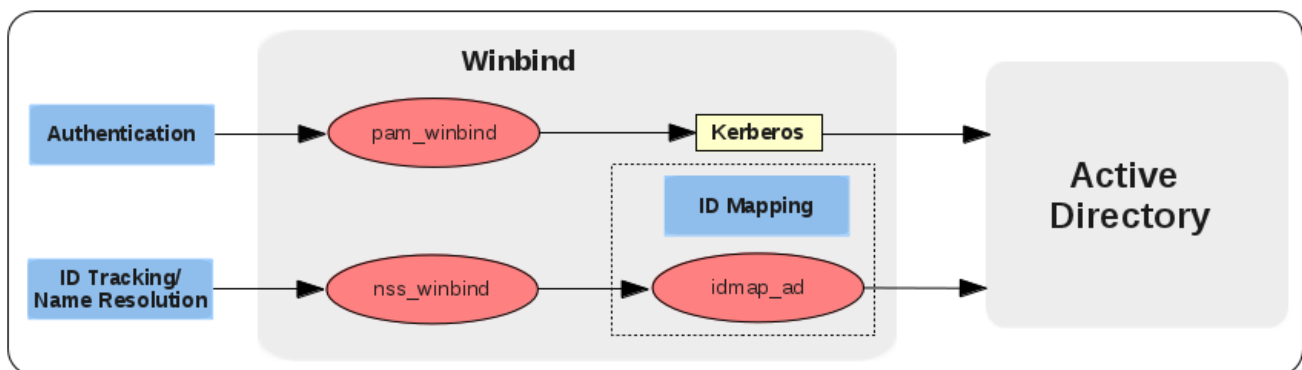 Winbind
Authentication
pam_winbind
Kerberos
ID Mapping
Active
Directory
ID Tracking/
Name Resolution
nss_winbind
idmap_ad